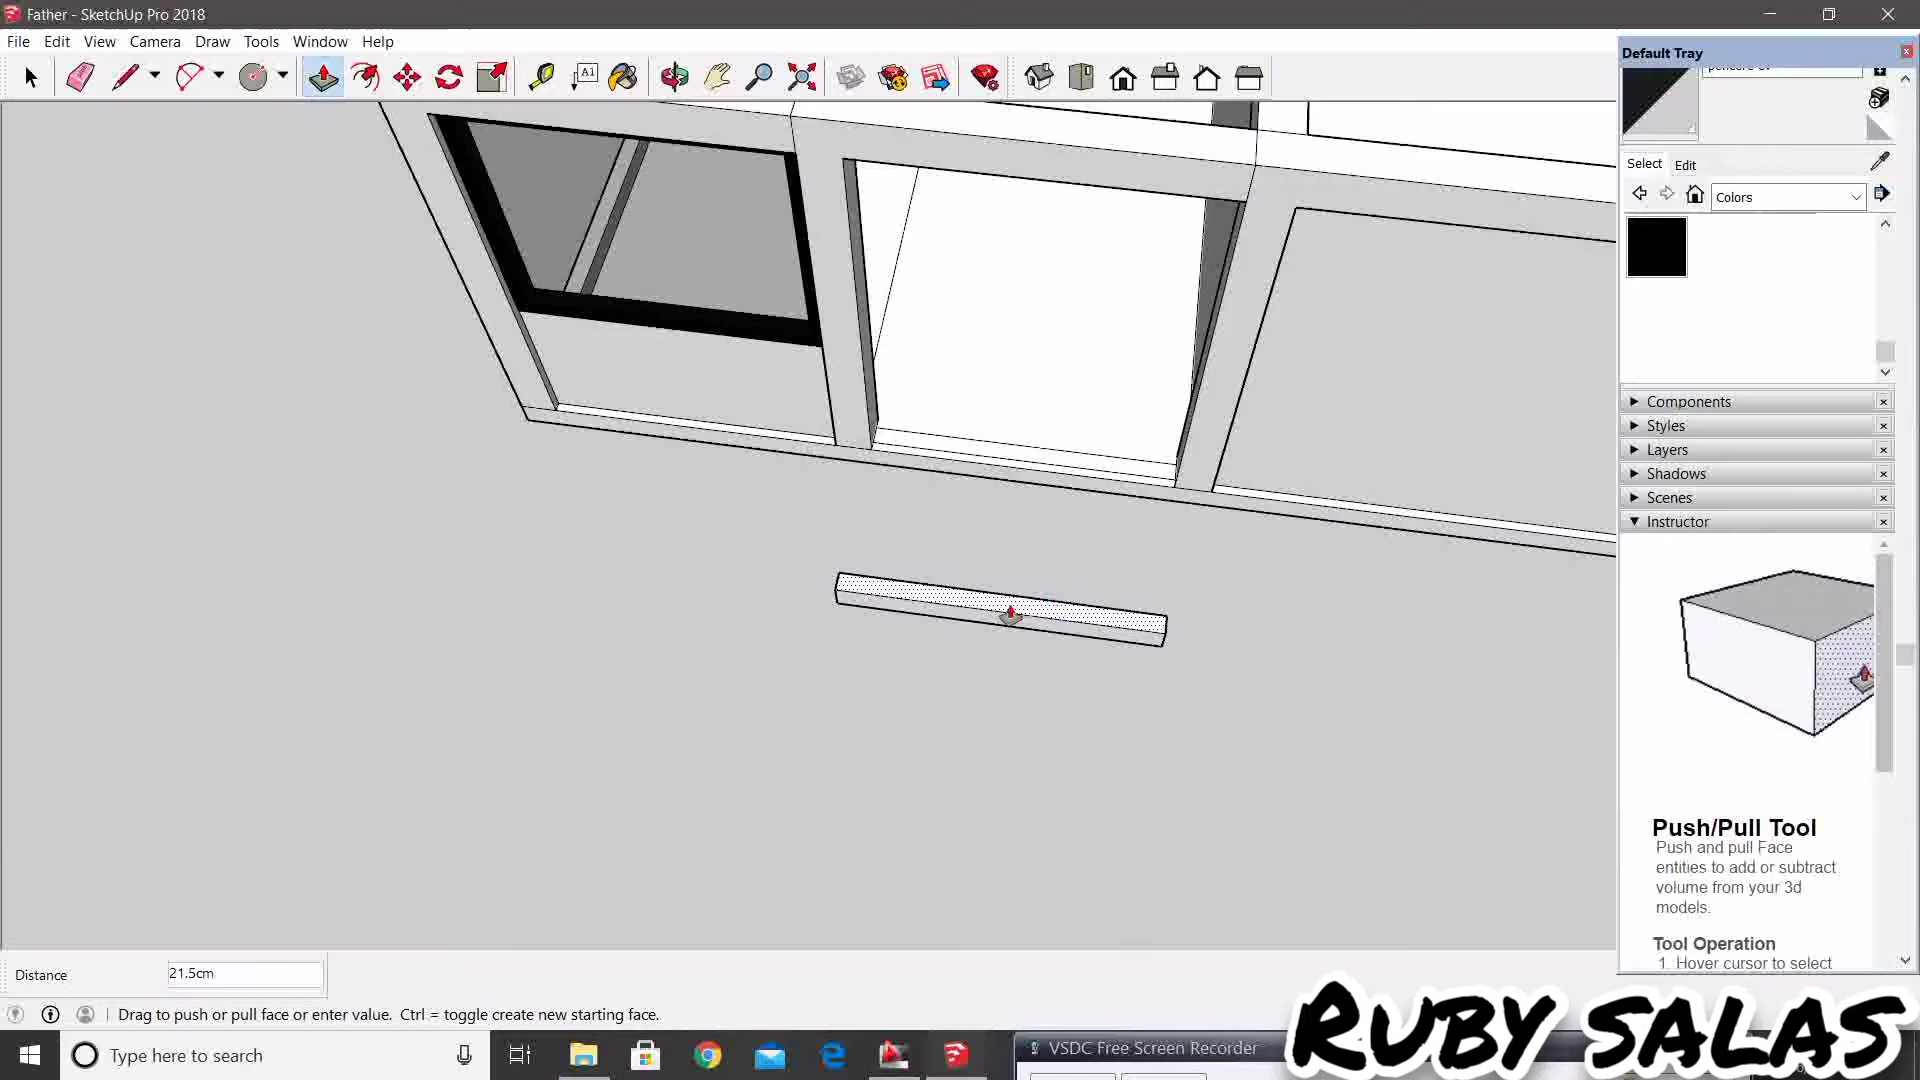 Father - SketchUp Pro 2018
File Edit View Camera Draw Tools Window Help
A1
Default Tray
Select Edit
Colors
Components
Styles
Layers
Shadows
Scenes
Instructor
Push/Pull Tool
Push and pull Face
entities to add or subtract
volume from your 3d
models.
Tool Operation
1. Hover cursor to select
Distance 21.5cm
Drag to push or pull face or enter value. Ctrl = toggle create new starting face.
Type here to search
VSDC Free Screen Recorder
RUBY SALAS